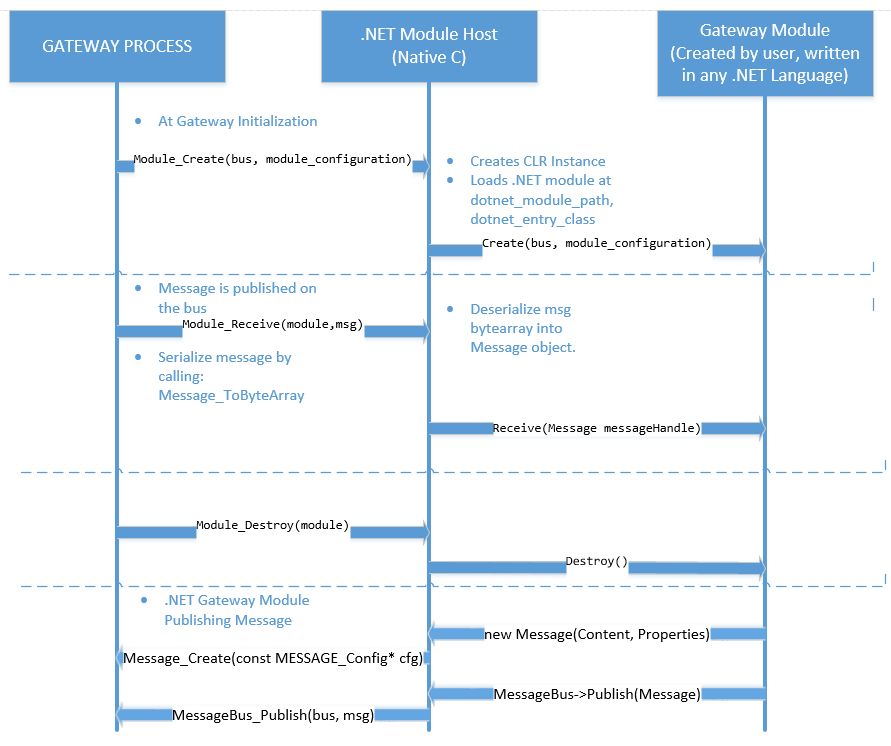 GATEWAY PROCESS
.NET Module Host
(Native C)
Gateway Module
(Created by user, written
in any .NET Language)
• At Gateway Initialization
Module_Create(bus, module_configuration)
• Creates CLR Instance
• Loads .NET module at
dotnet_module_path,
dotnet_entry_class
Create(bus, module_configuration)
• Message is published on
the bus
Module_Receive(module,msg)
• Serialize message by
calling:
Message_ToByteArray
• Deserialize msg
bytearray into
Message object.
Receive(Message messageHandle)
Module_Destroy(module)
Destroy()
• .NET Gateway Module
Publishing Message
new Message(Content, Properties)
Message_Create(const MESSAGE_Config* cfg)
MessageBus->Publish(Message)
MessageBus_Publish(bus, msg)